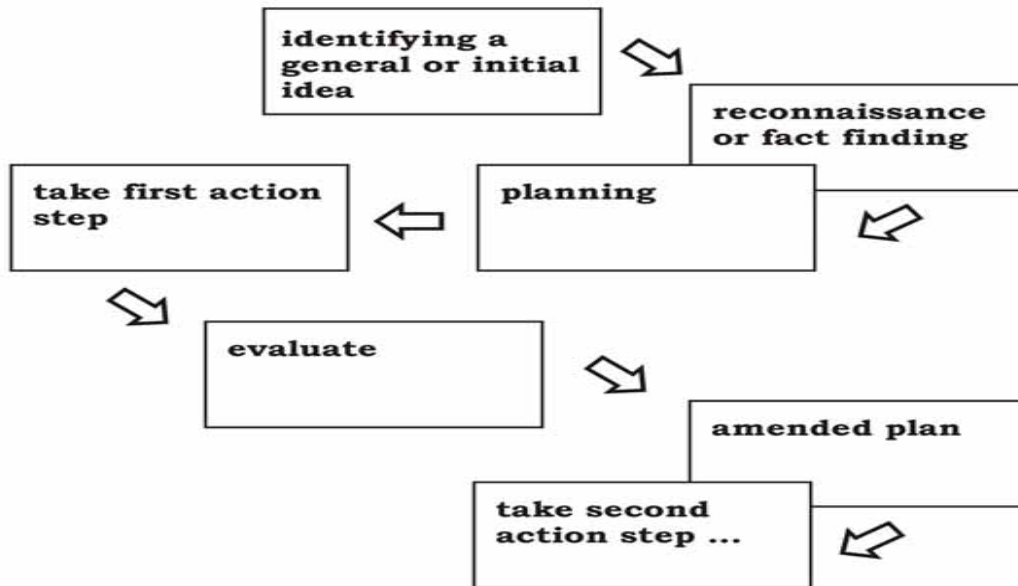 identifying a
general or initial
idea
reconnaissance
or fact finding
planning
take first action
step
evaluate
amended plan
take second
action step ...